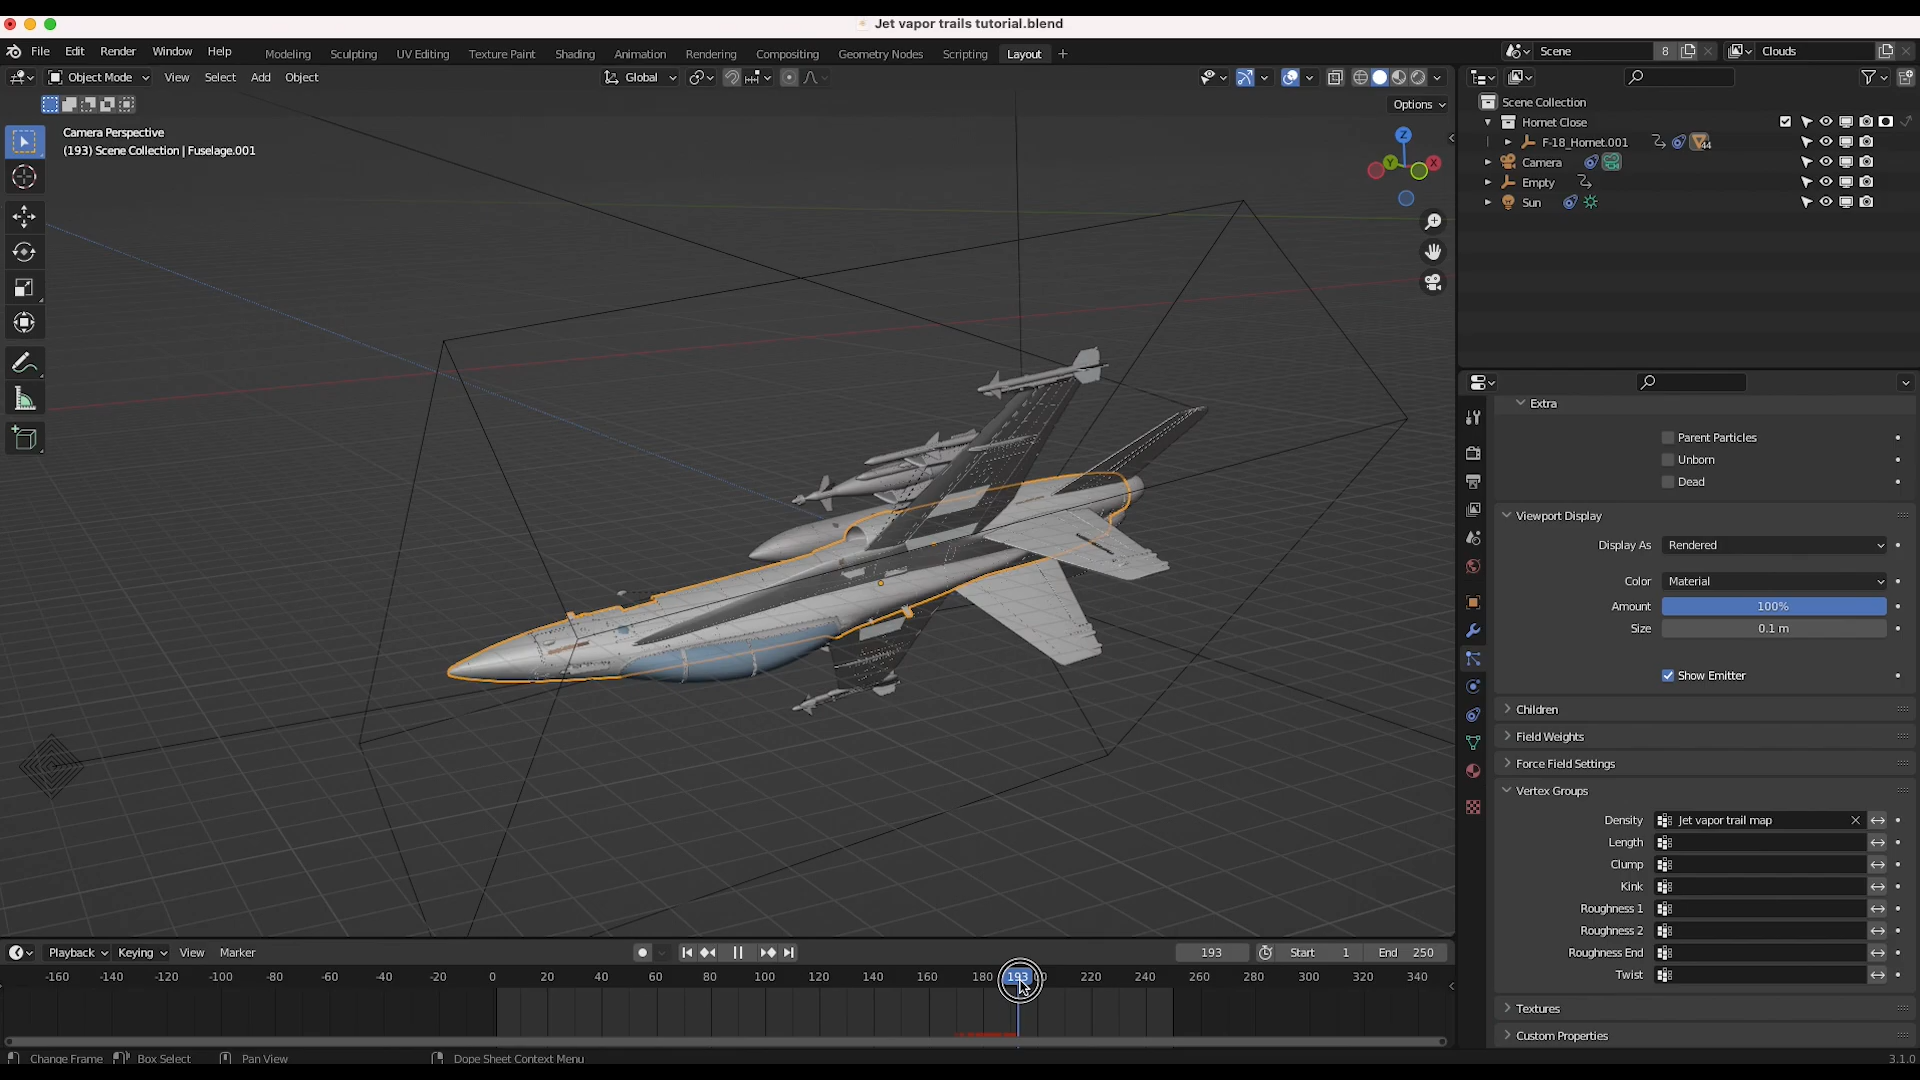 Jet vapor trails tutorial.blend
File Edit Render Window Help Modeling Sculpting UV Editing Texture Paint Shading Animation Rendering Compositing Geometry Nodes Scripting Layout + Scene 8 Clouds
Object Mode View Select Add Object Global
Options
Camera Perspective
(193) Scene Collection | Fuselage.001
Z
Y
X
Scene Collection
Hornet Close
F-18_Hornet.001 44
Camera
Empty
Sun
Extra
Parent Particles
Unborn
Dead
Viewport Display
Display As Rendered
Color Material
Amount 100%
Size 0.1 m
Show Emitter
Children
Field Weights
Force Field Settings
Vertex Groups
Density Jet vapor trail map
Length
Clump
Kink
Roughness 1
Roughness 2
Roughness End
Twist
Textures
Custom Properties
Playback Keying View Marker 193 Start 1 End 250
-160 -140 -120 -100 -80 -60 -40 -20 0 20 40 60 80 100 120 140 160 180 193 220 240 260 280 300 320 340
Change Frame Box Select Pan View Dope Sheet Context Menu 3.1.0